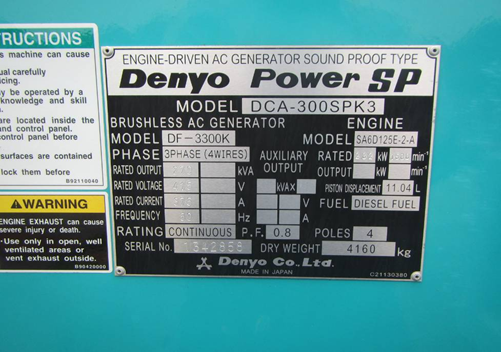 TRUCTIONS
s machine can cause
ual carefully
cing.
y be operated by a
knowledge and skill
are located inside the
and control panel.
ontrol panel before
surfaces are contained
lock them before
B92110040
WARNING
ENGINE EXHAUST can cause
severe injury or death.
·Use only in open, well
ventilated areas or
vent exhaust outside.
B90430000
ENGINE-DRIVEN AC GENERATOR SOUND PROOF TYPE
Denyo Power SP
MODEL DCA-300SPK3
BRUSHLESS AC GENERATOR ENGINE
MODEL DF-3300K MODEL SA6D125E-2-A
PHASE 3PHASE (4WIRES) AUXILIARY OUTPUT RATED kW min-1
RATED OUTPUT kVA OUTPUT kW min-1
RATED VOLTAGE V kVAX PISTON DISPLACEMENT 11.04 L
RATED CURRENT A V FUEL DIESEL FUEL
FREQUENCY Hz A
RATING CONTINUOUS P.F. 0.8 POLES 4
SERIAL No. DRY WEIGHT 4160 kg
Denyo Co., Ltd.
MADE IN JAPAN C21130380